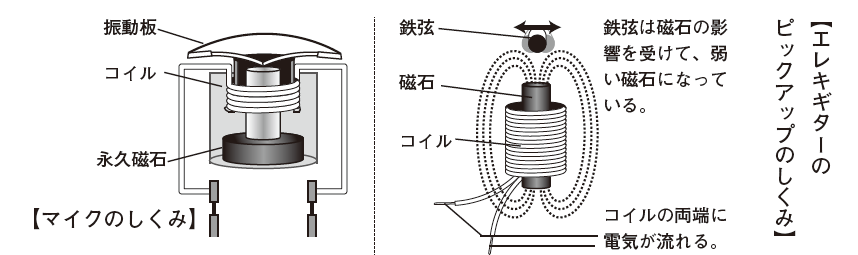 振動板
コイル
永久磁石
【マイクのしくみ】
【エレキギターの
ピックアップのしくみ】
鉄弦
磁石
コイル
鉄弦は磁石の影
響を受けて、弱
い磁石になって
いる。
コイルの両端に
電気が流れる。